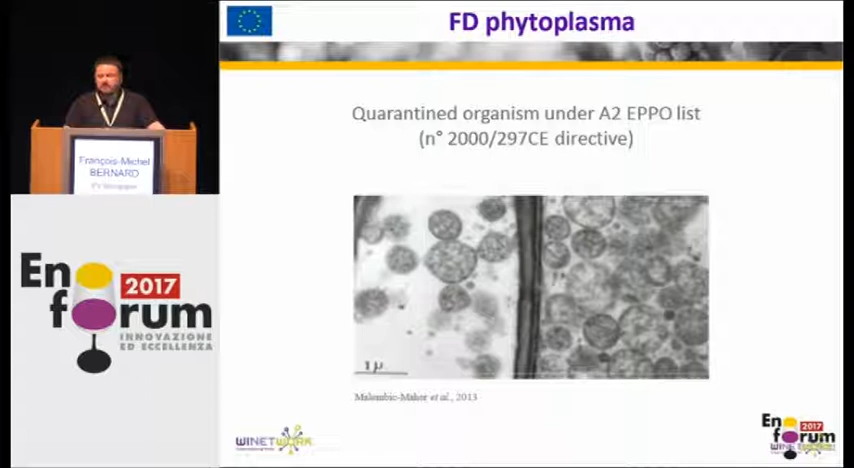 FD phytoplasma
Quarantined organism under A2 EPPO list
(n° 2000/297CE directive)
1 µ
Malembic-Maher et al., 2013
François-Michel
BERNARD
En
2017
forum
INNOVAZIONE
ED ECCELLENZA
WINETWORK
En
2017
forum